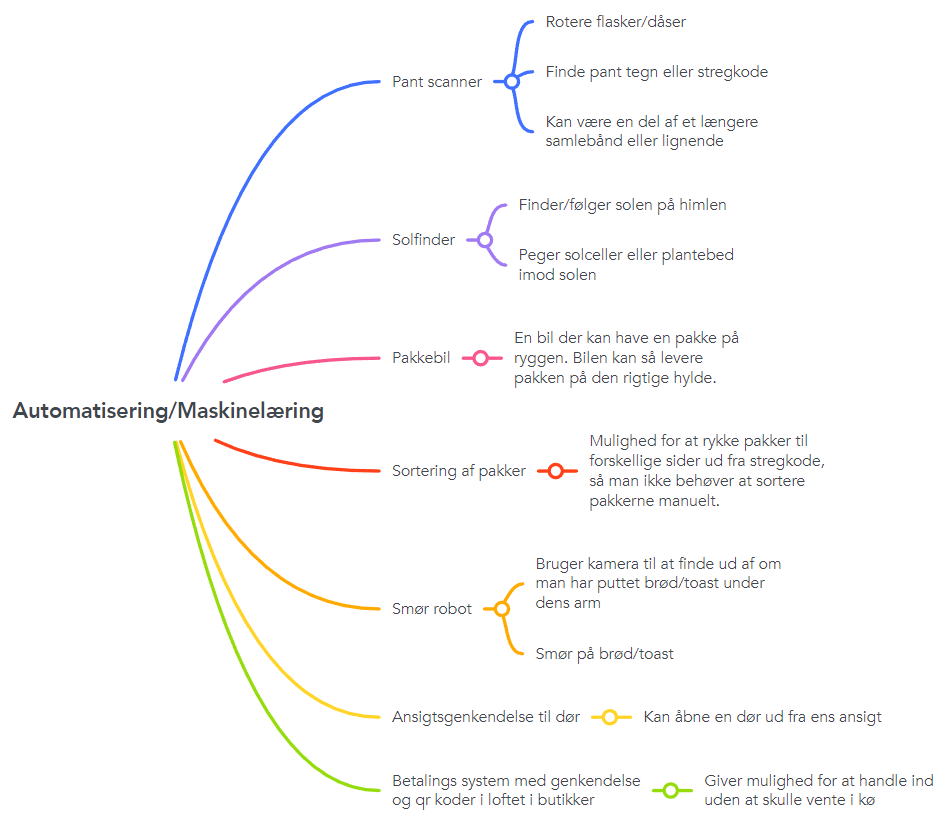 Automatisering/Maskinelæring
Pant scanner
Rotere flasker/dåser
Finde pant tegn eller stregkode
Kan være en del af et længere
samlebånd eller lignende
Solfinder
Finder/følger solen på himlen
Peger solceller eller plantebed
imod solen
Pakkebil
En bil der kan have en pakke på
ryggen. Bilen kan så levere
pakken på den rigtige hylde.
Sortering af pakker
Mulighed for at rykke pakker til
forskellige sider ud fra stregkode,
så man ikke behøver at sortere
pakkerne manuelt.
Smør robot
Bruger kamera til at finde ud af om
man har puttet brød/toast under
dens arm
Smør på brød/toast
Ansigtsgenkendelse til dør
Kan åbne en dør ud fra ens ansigt
Betalings system med genkendelse
og qr koder i loftet i butikker
Giver mulighed for at handle ind
uden at skulle vente i kø